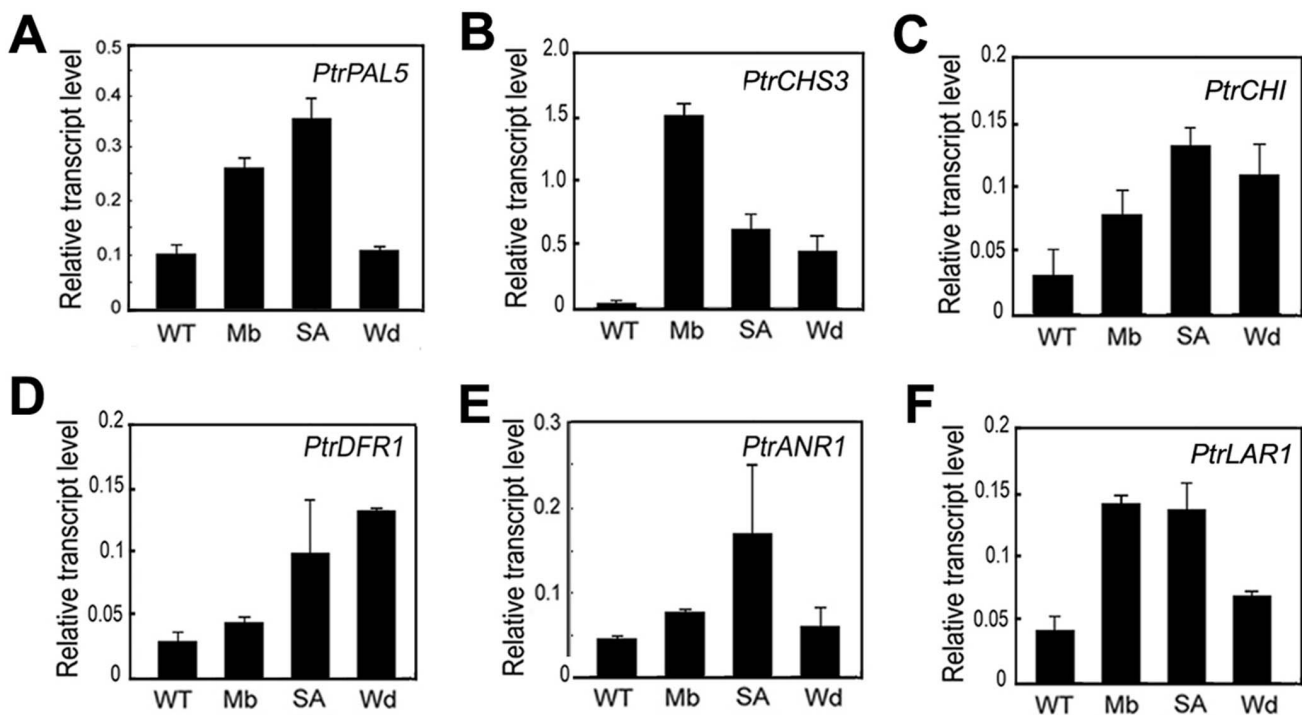 A
Relative transcript level
0.5
0.4
0.3
0.2
0.1
0
PtrPAL5
WT Mb SA Wd
B
Relative transcript level
2.0
1.5
1.0
0.5
0
PtrCHS3
WT Mb SA Wd
C
Relative transcript level
0.2
0.15
0.1
0.05
0
PtrCHI
WT Mb SA Wd
D
Relative transcript level
0.2
0.15
0.1
0.05
0
PtrDFR1
WT Mb SA Wd
E
Relative transcript level
0.3
0.2
0.1
0
PtrANR1
WT Mb SA Wd
F
Relative transcript level
0.2
0.15
0.1
0.05
0
PtrLAR1
WT Mb SA Wd